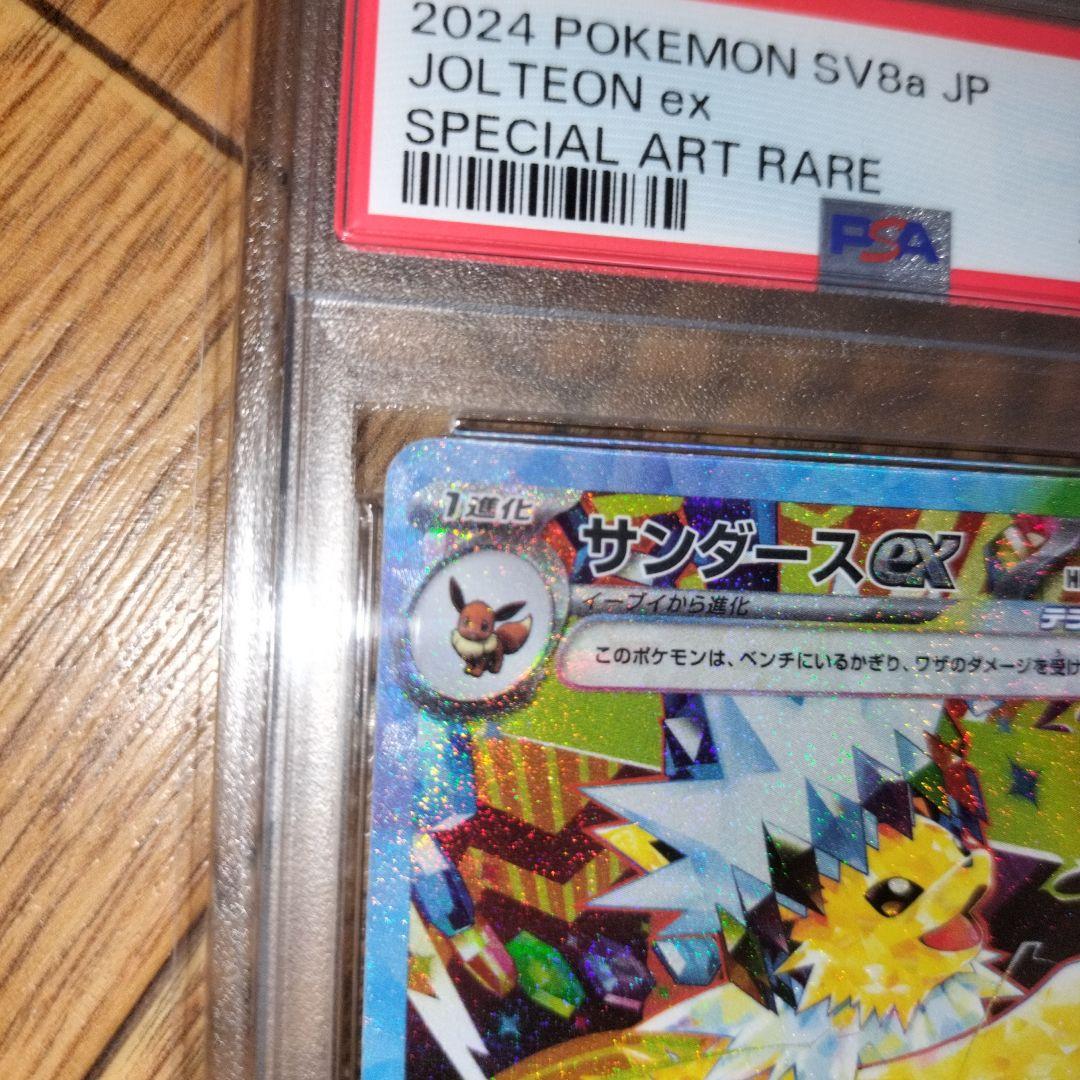 2024 POKEMON SV8a JP
JOLTEON ex
SPECIAL ART RARE
PSA
1進化
サンダースex
イーブイから進化
このポケモンは、ベンチにいるかぎり、ワザのダメージを受け